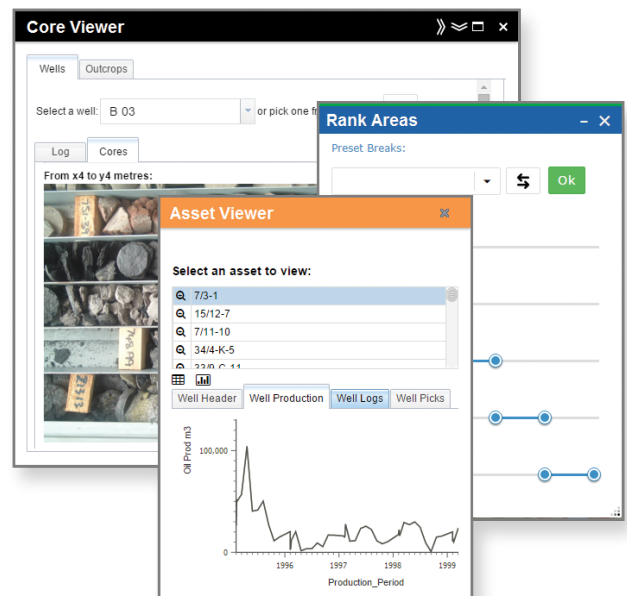 Core Viewer
Wells Outcrops
Select a well: B 03 or pick one
Log Cores
From x4 to y4 metres:
Rank Areas
Preset Breaks:
Ok
Asset Viewer
Select an asset to view:
7/3-1
15/12-7
7/11-10
34/4-K-5
33/9-C-11
Well Header Well Production Well Logs Well Picks
Oil Prod m3
100,000
0
1996 1997 1998 1999
Production_Period